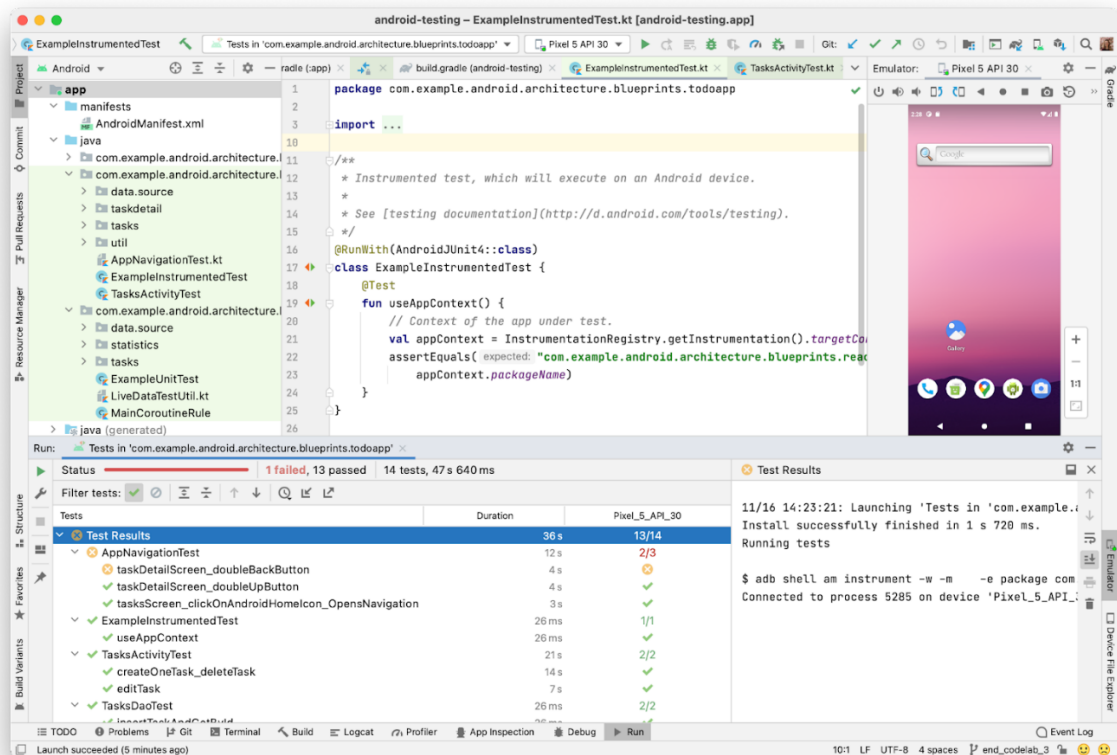 android-testing – ExampleInstrumentedTest.kt [android-testing.app]
ExampleInstrumentedTest
Tests in 'com.example.android.architecture.blueprints.todoapp'
Pixel 5 API 30
Git:
Android
radle (:app)
build.gradle (android-testing)
ExampleInstrumentedTest.kt
TasksActivityTest.kt
Emulator:
Pixel 5 API 30
Project
Commit
Pull Requests
Resource Manager
Structure
Favorites
Build Variants
app
manifests
AndroidManifest.xml
java
com.example.android.architecture.l
com.example.android.architecture.l
data.source
taskdetail
tasks
util
AppNavigationTest.kt
ExampleInstrumentedTest
TasksActivityTest
com.example.android.architecture.l
data.source
statistics
tasks
ExampleUnitTest
LiveDataTestUtil.kt
MainCoroutineRule
java (generated)
1 package com.example.android.architecture.blueprints.todoapp
2
3 import ...
10
11 /**
12 * Instrumented test, which will execute on an Android device.
13 *
14 * See [testing documentation](http://d.android.com/tools/testing).
15 */
16 @RunWith(AndroidJUnit4::class)
17 class ExampleInstrumentedTest {
18 @Test
19 fun useAppContext() {
20 // Context of the app under test.
21 val appContext = InstrumentationRegistry.getInstrumentation().targetCo
22 assertEquals( expected: "com.example.android.architecture.blueprints.reac
23 appContext.packageName)
24 }
25 }
26
Google
Gallery
1:1
Gradle
Emulator
Device File Explorer
Run:
Tests in 'com.example.android.architecture.blueprints.todoapp'
Status
1 failed, 13 passed
14 tests, 47 s 640 ms
Filter tests:
Tests Duration Pixel_5_API_30
Test Results 36 s 13/14
AppNavigationTest 12 s 2/3
taskDetailScreen_doubleBackButton 4 s
taskDetailScreen_doubleUpButton 4 s
tasksScreen_clickOnAndroidHomeIcon_OpensNavigation 3 s
ExampleInstrumentedTest 26 ms 1/1
useAppContext 26 ms
TasksActivityTest 21 s 2/2
createOneTask_deleteTask 14 s
editTask 7 s
TasksDaoTest 26 ms 2/2
Test Results
11/16 14:23:21: Launching 'Tests in 'com.example.a
Install successfully finished in 1 s 720 ms.
Running tests
$ adb shell am instrument -w -m -e package com
Connected to process 5285 on device 'Pixel_5_API_3
TODO
Problems
Git
Terminal
Build
Logcat
Profiler
App Inspection
Debug
Run
Event Log
Launch succeeded (5 minutes ago)
10:1 LF UTF-8 4 spaces end_codelab_3